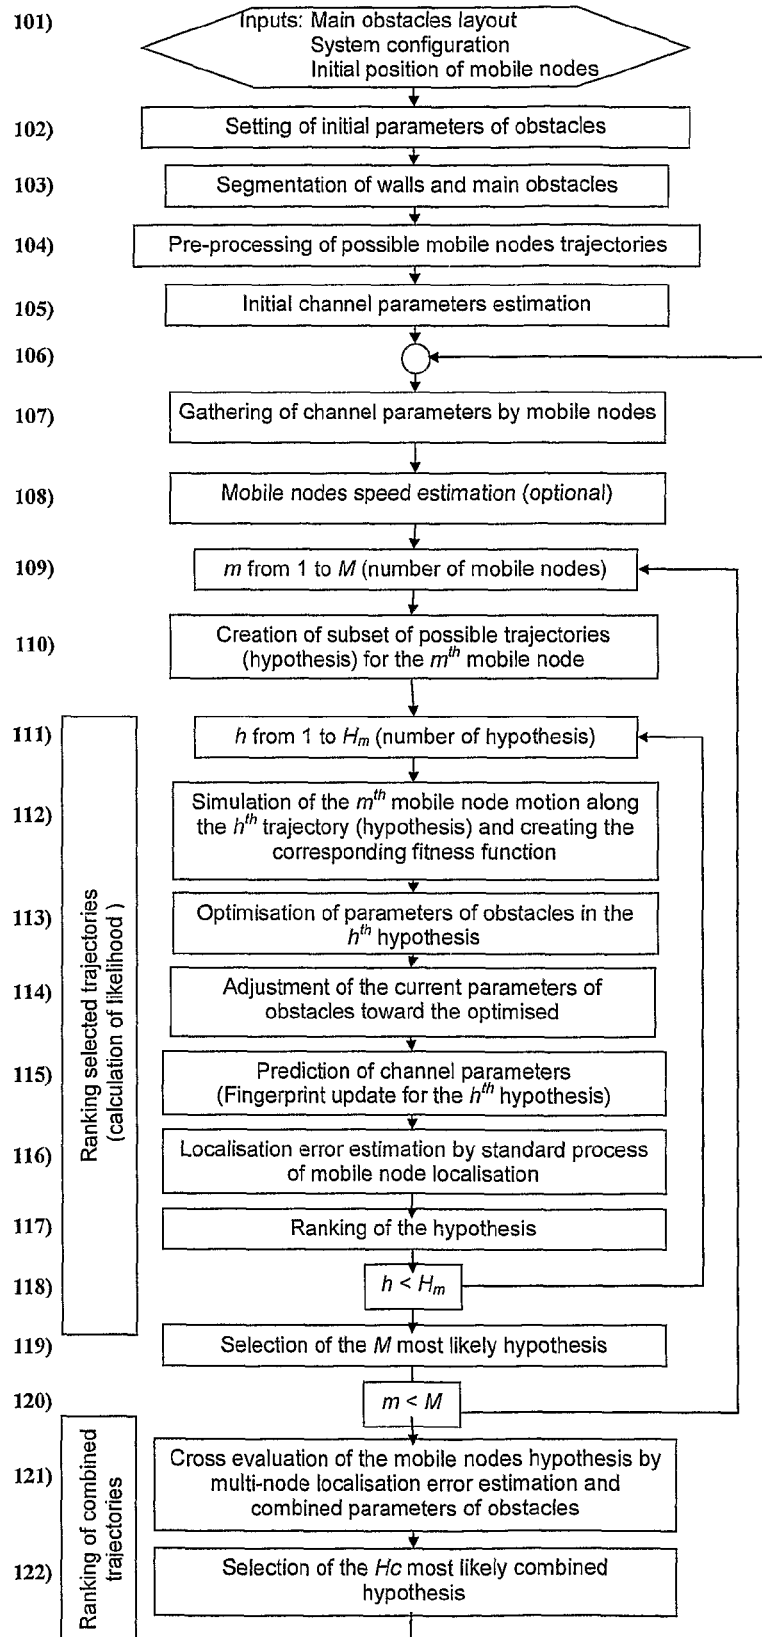 101)
Inputs: Main obstacles layout
System configuration
Initial position of mobile nodes
102)
Setting of initial parameters of obstacles
103)
Segmentation of walls and main obstacles
104)
Pre-processing of possible mobile nodes trajectories
105)
Initial channel parameters estimation
106)
107)
Gathering of channel parameters by mobile nodes
108)
Mobile nodes speed estimation (optional)
109)
m from 1 to M (number of mobile nodes)
110)
Creation of subset of possible trajectories
(hypothesis) for the mth mobile node
Ranking selected trajectories
(calculation of likelihood )
111)
h from 1 to Hm (number of hypothesis)
112)
Simulation of the mth mobile node motion along
the hth trajectory (hypothesis) and creating the
corresponding fitness function
113)
Optimisation of parameters of obstacles in the
hth hypothesis
114)
Adjustment of the current parameters of
obstacles toward the optimised
115)
Prediction of channel parameters
(Fingerprint update for the hth hypothesis)
116)
Localisation error estimation by standard process
of mobile node localisation
117)
Ranking of the hypothesis
118)
h < Hm
119)
Selection of the M most likely hypothesis
120)
m < M
Ranking of combined
trajectories
121)
Cross evaluation of the mobile nodes hypothesis by
multi-node localisation error estimation and
combined parameters of obstacles
122)
Selection of the Hc most likely combined
hypothesis